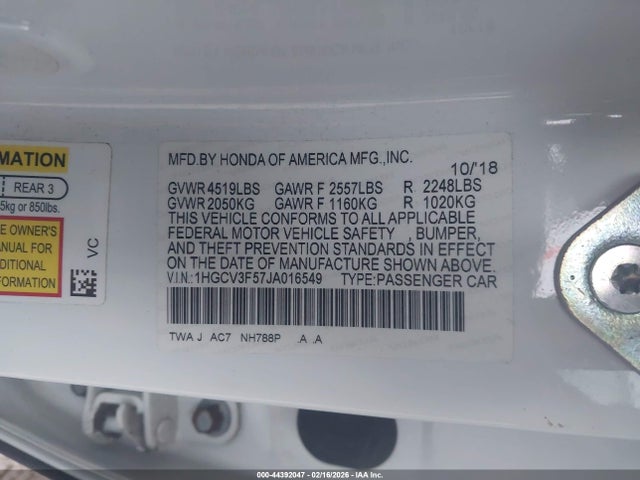 MFD.BY HONDA OF AMERICA MFG.,INC.
10/'18
GVWR 4519LBS GAWR F 2557LBS R 2248LBS
GVWR 2050KG GAWR F 1160KG R 1020KG
THIS VEHICLE CONFORMS TO ALL APPLICABLE
FEDERAL MOTOR VEHICLE SAFETY , BUMPER,
AND THEFT PREVENTION STANDARDS IN EFFECT
ON THE DATE OF MANUFACTURE SHOWN ABOVE.
V.I.N.: 1HGCV3F57JA016549 TYPE:PASSENGER CAR
TWA J AC7 NH788P .A .A
RMATION
REAR 3
5kg or 850lbs.
E OWNER'S
MANUAL FOR
DDITIONAL
ORMATION
VC
000-44392047 - 02/16/2026 - ©IAA, Inc.